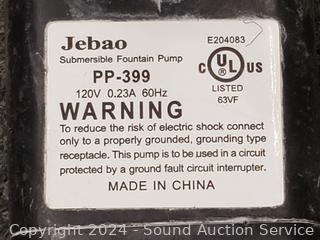 Jebao
E204083
Submersible Fountain Pump
PP-399
120V 0.23A 60Hz
C UL US
LISTED
63VF
WARNING
To reduce the risk of electric shock connect
only to a properly grounded, grounding type
receptacle. This pump is to be used in a circuit
protected by a ground fault circuit interrupter.
MADE IN CHINA
Copyright 2024 - Sound Auction Service